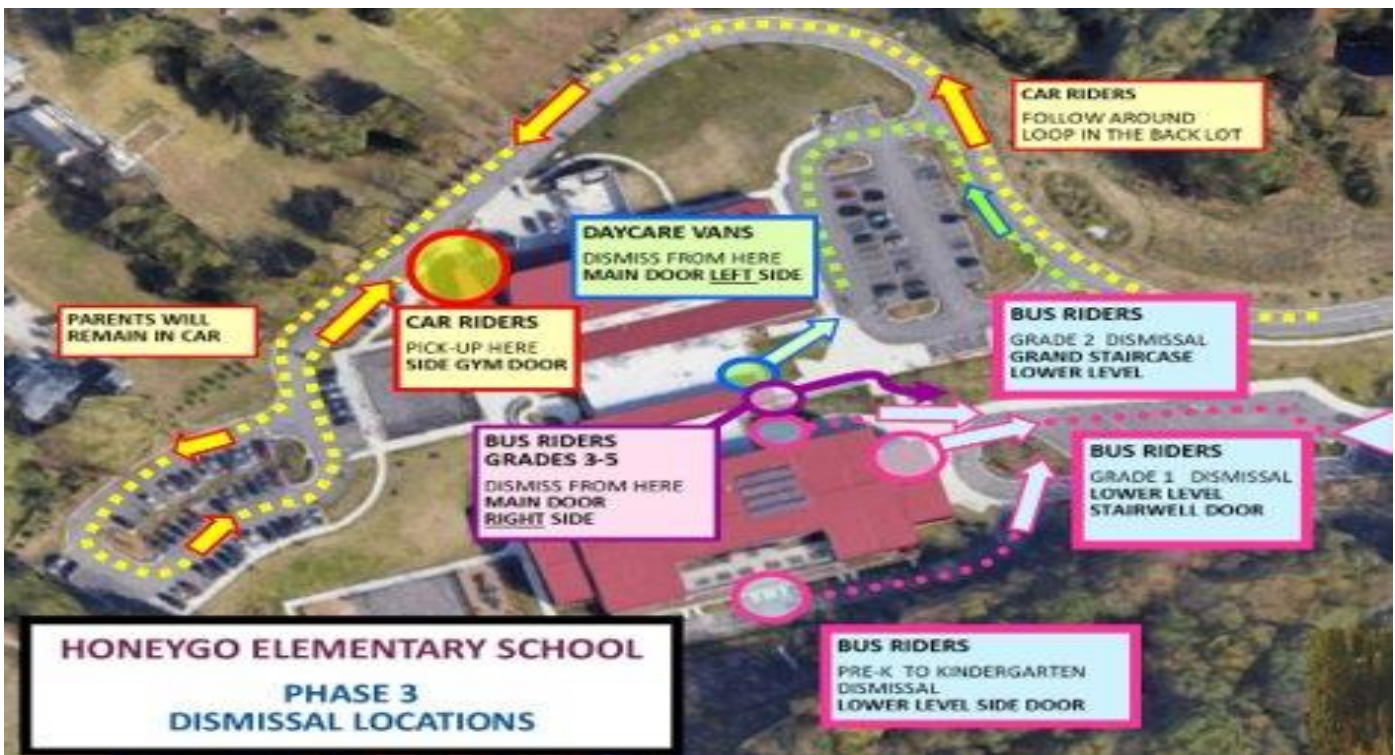 CAR RIDERS
FOLLOW AROUND
LOOP IN THE BACK LOT
DAYCARE VANS
DISMISS FROM HERE
MAIN DOOR LEFT SIDE
PARENTS WILL
REMAIN IN CAR
CAR RIDERS
PICK-UP HERE
SIDE GYM DOOR
BUS RIDERS
GRADE 2 DISMISSAL
GRAND STAIRCASE
LOWER LEVEL
BUS RIDERS
GRADES 3-5
DISMISS FROM HERE
MAIN DOOR
RIGHT SIDE
BUS RIDERS
GRADE 1 DISMISSAL
LOWER LEVEL
STAIRWELL DOOR
BUS RIDERS
PRE-K TO KINDERGARTEN
DISMISSAL
LOWER LEVEL SIDE DOOR
HONEYGO ELEMENTARY SCHOOL
PHASE 3
DISMISSAL LOCATIONS